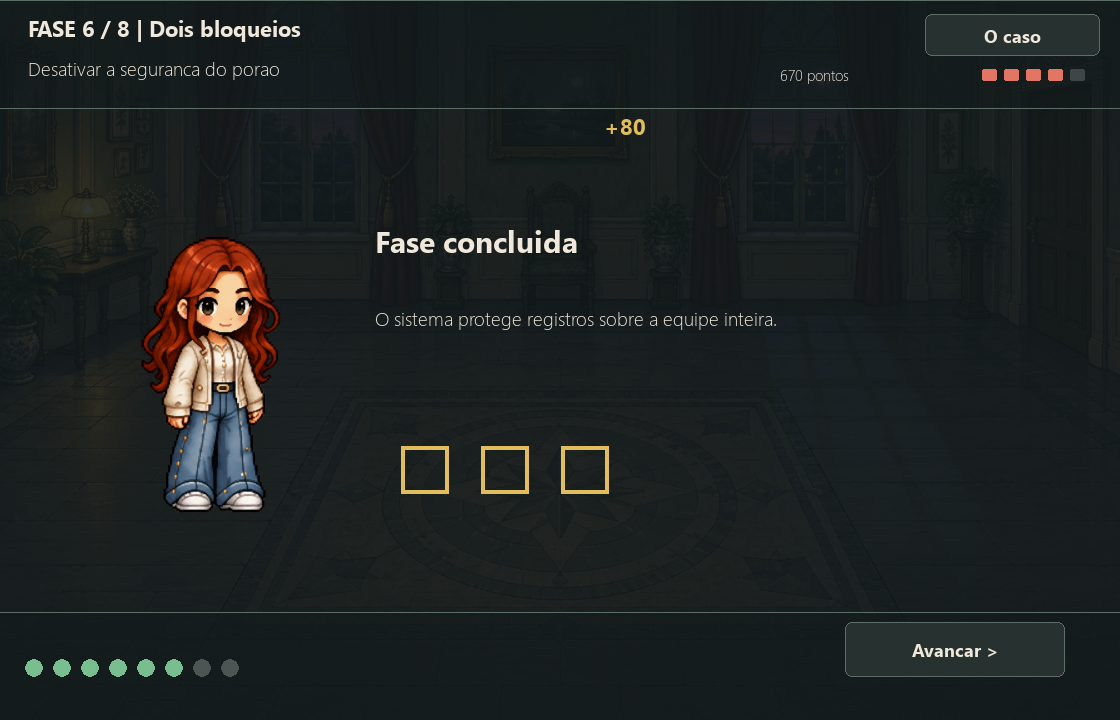 FASE 6 / 8 | Dois bloqueios
O caso
Desativar a seguranca do porao
670 pontos
+80
Fase concluida
O sistema protege registros sobre a equipe inteira.
Avancar >